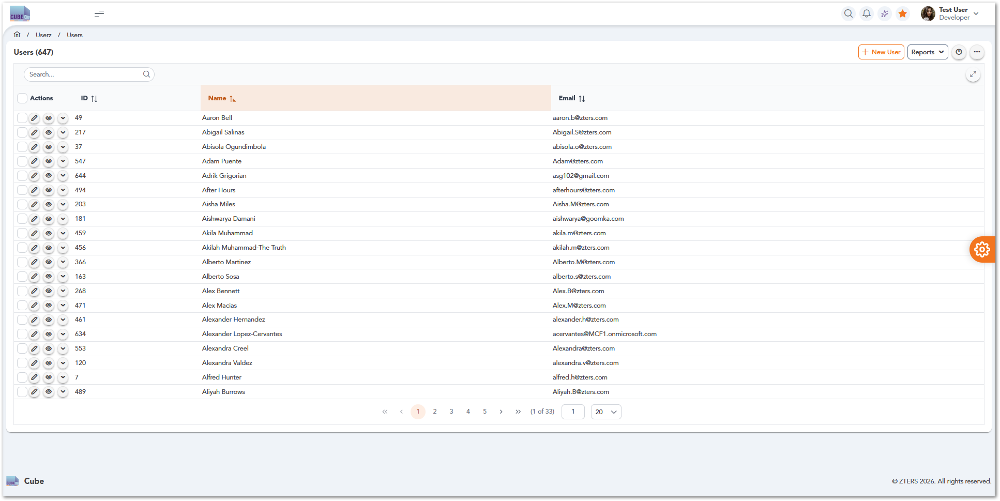 CUBE
Test User
Developer
/ Userz / Users
Users (647)
+ New User Reports
Search...
Actions ID Name Email
49 Aaron Bell aaron.b@zters.com
217 Abigail Salinas Abigail.S@zters.com
37 Abisola Ogundimbola abisola.o@zters.com
547 Adam Puente Adam@zters.com
644 Adrik Grigorian asg102@gmail.com
494 After Hours afterhours@zters.com
203 Aisha Miles Aisha.M@zters.com
181 Aishwarya Damani aishwarya@goomka.com
459 Akila Muhammad akila.m@zters.com
456 Akilah Muhammad-The Truth akilah.m@zters.com
366 Alberto Martinez Alberto.M@zters.com
163 Alberto Sosa alberto.s@zters.com
268 Alex Bennett Alex.B@zters.com
471 Alex Macias Alex.M@zters.com
461 Alexander Hernandez alexander.h@zters.com
634 Alexander Lopez-Cervantes acervantes@MCF1.onmicrosoft.com
553 Alexandra Creel Alexandra@zters.com
120 Alexandra Valdez alexandra.v@zters.com
7 Alfred Hunter alfred.h@zters.com
489 Aliyah Burrows Aliyah.B@zters.com
« ‹ 1 2 3 4 5 › » (1 of 33) 1 20
CUBE Cube
© ZTERS 2026. All rights reserved.